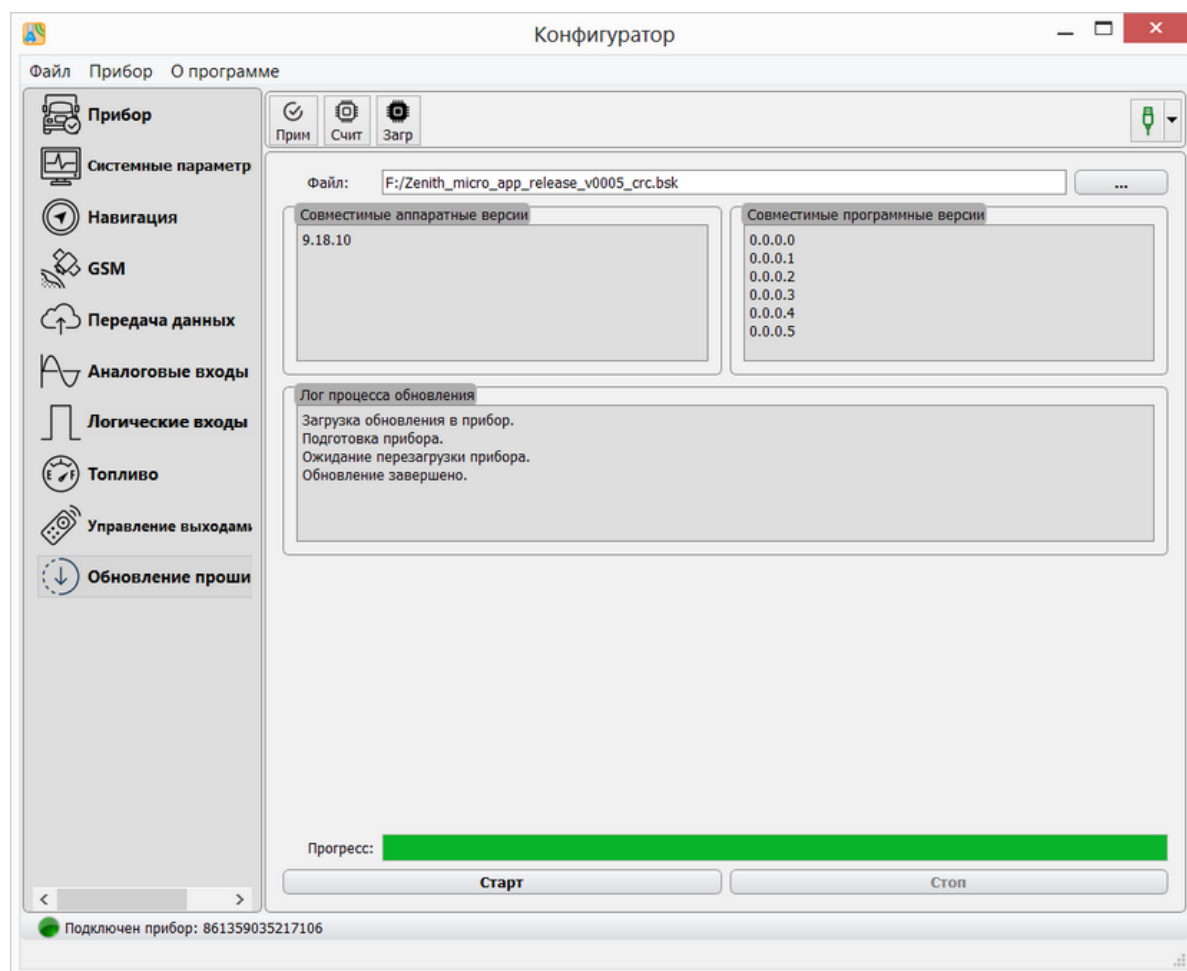 Конфигуратор
Файл Прибор О программе
Прибор
Системные параметр
Навигация
GSM
Передача данных
Аналоговые входы
Логические входы
Топливо
Управление выходами
Обновление проши
Прим Счит Загр
Файл: F:/Zenith_micro_app_release_v0005_crc.bsk ...
Совместимые аппаратные версии
9.18.10
Совместимые программные версии
0.0.0.0
0.0.0.1
0.0.0.2
0.0.0.3
0.0.0.4
0.0.0.5
Лог процесса обновления
Загрузка обновления в прибор.
Подготовка прибора.
Ожидание перезагрузки прибора.
Обновление завершено.
Прогресс:
Старт Стоп
Подключен прибор: 861359035217106